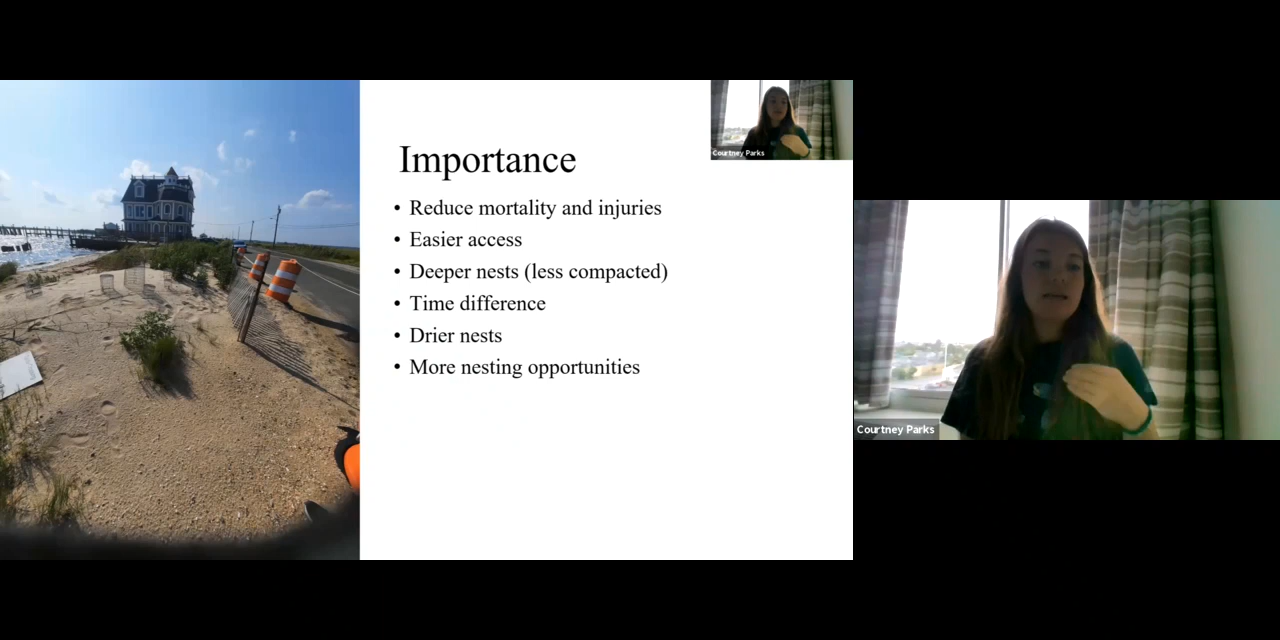 Importance
• Reduce mortality and injuries
• Easier access
• Deeper nests (less compacted)
• Time difference
• Drier nests
• More nesting opportunities
Courtney Parks
Courtney Parks